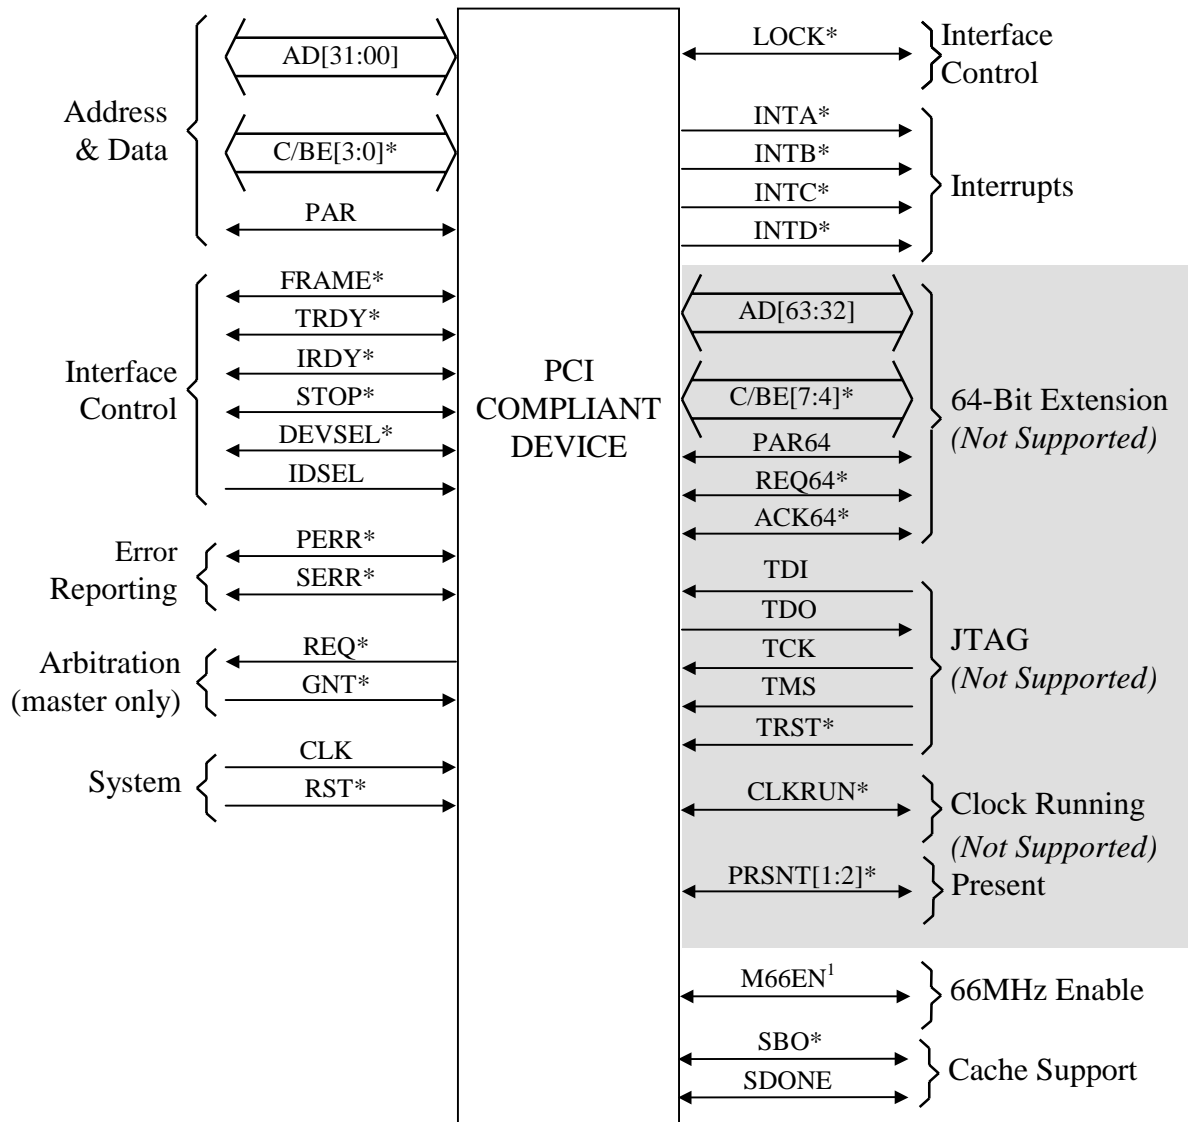 Address
& Data
AD[31:00]
C/BE[3:0]*
PAR
Interface
Control
FRAME*
TRDY*
IRDY*
STOP*
DEVSEL*
IDSEL
Error
Reporting
PERR*
SERR*
Arbitration
(master only)
REQ*
GNT*
System
CLK
RST*
PCI
COMPLIANT
DEVICE
LOCK*
Interface
Control
INTA*
INTB*
INTC*
INTD*
Interrupts
AD[63:32]
C/BE[7:4]*
PAR64
REQ64*
ACK64*
64-Bit Extension
(Not Supported)
TDI
TDO
TCK
TMS
TRST*
JTAG
(Not Supported)
CLKRUN*
Clock Running
(Not Supported)
PRSNT[1:2]*
Present
M66EN¹
66MHz Enable
SBO*
SDONE
Cache Support